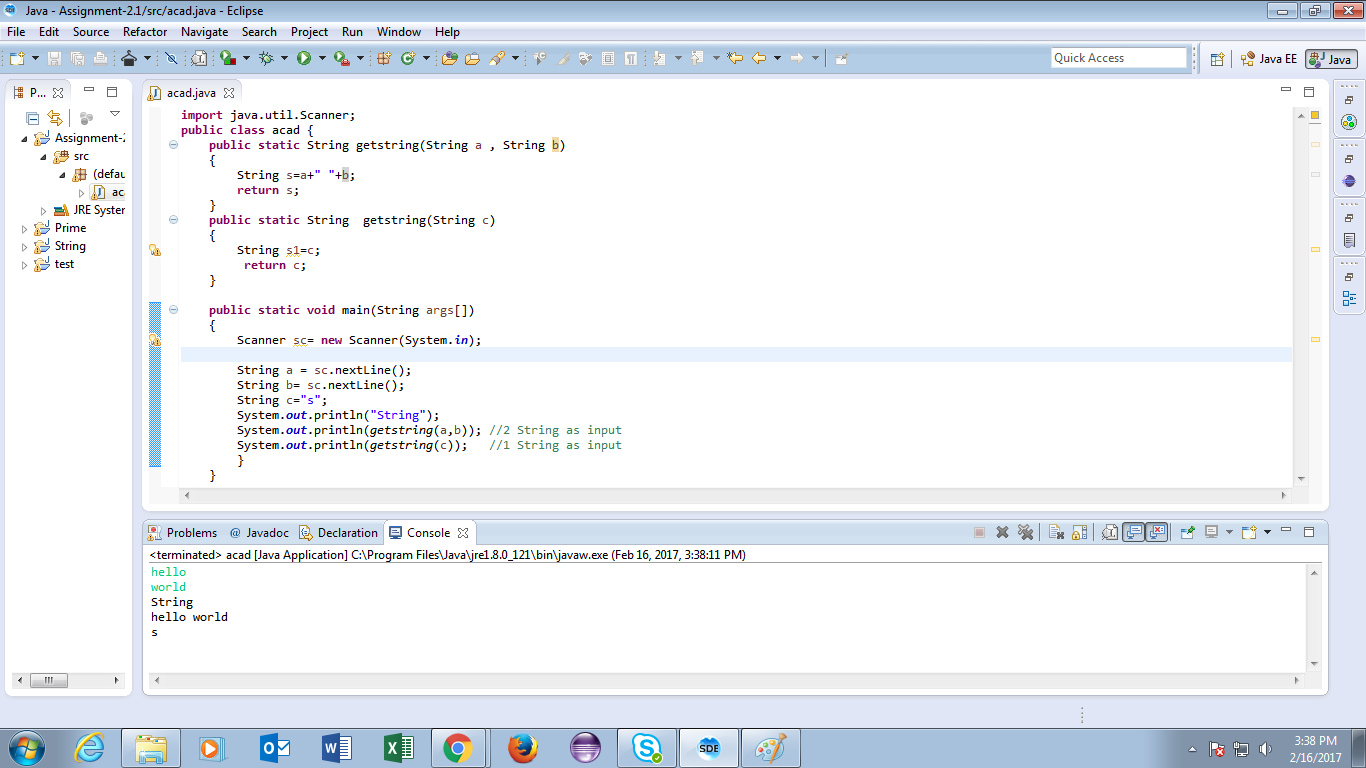 Java - Assignment-2.1/src/acad.java - Eclipse
File Edit Source Refactor Navigate Search Project Run Window Help
Quick Access
Java EE
Java
P...
acad.java
Assignment-2
src
(defau
aca
JRE System
Prime
String
test
import java.util.Scanner;
public class acad {
public static String getstring(String a , String b)
{
String s=a+" "+b;
return s;
}
public static String  getstring(String c)
{
String s1=c;
return c;
}
public static void main(String args[])
{
Scanner sc= new Scanner(System.in);
String a = sc.nextLine();
String b= sc.nextLine();
String c="s";
System.out.println("String");
System.out.println(getstring(a,b)); //2 String as input
System.out.println(getstring(c));   //1 String as input
}
}
Problems @ Javadoc Declaration Console
<terminated> acad [Java Application] C:\Program Files\Java\jre1.8.0_121\bin\javaw.exe (Feb 16, 2017, 3:38:11 PM)
hello
world
String
hello world
s
SDE
3:38 PM
2/16/2017